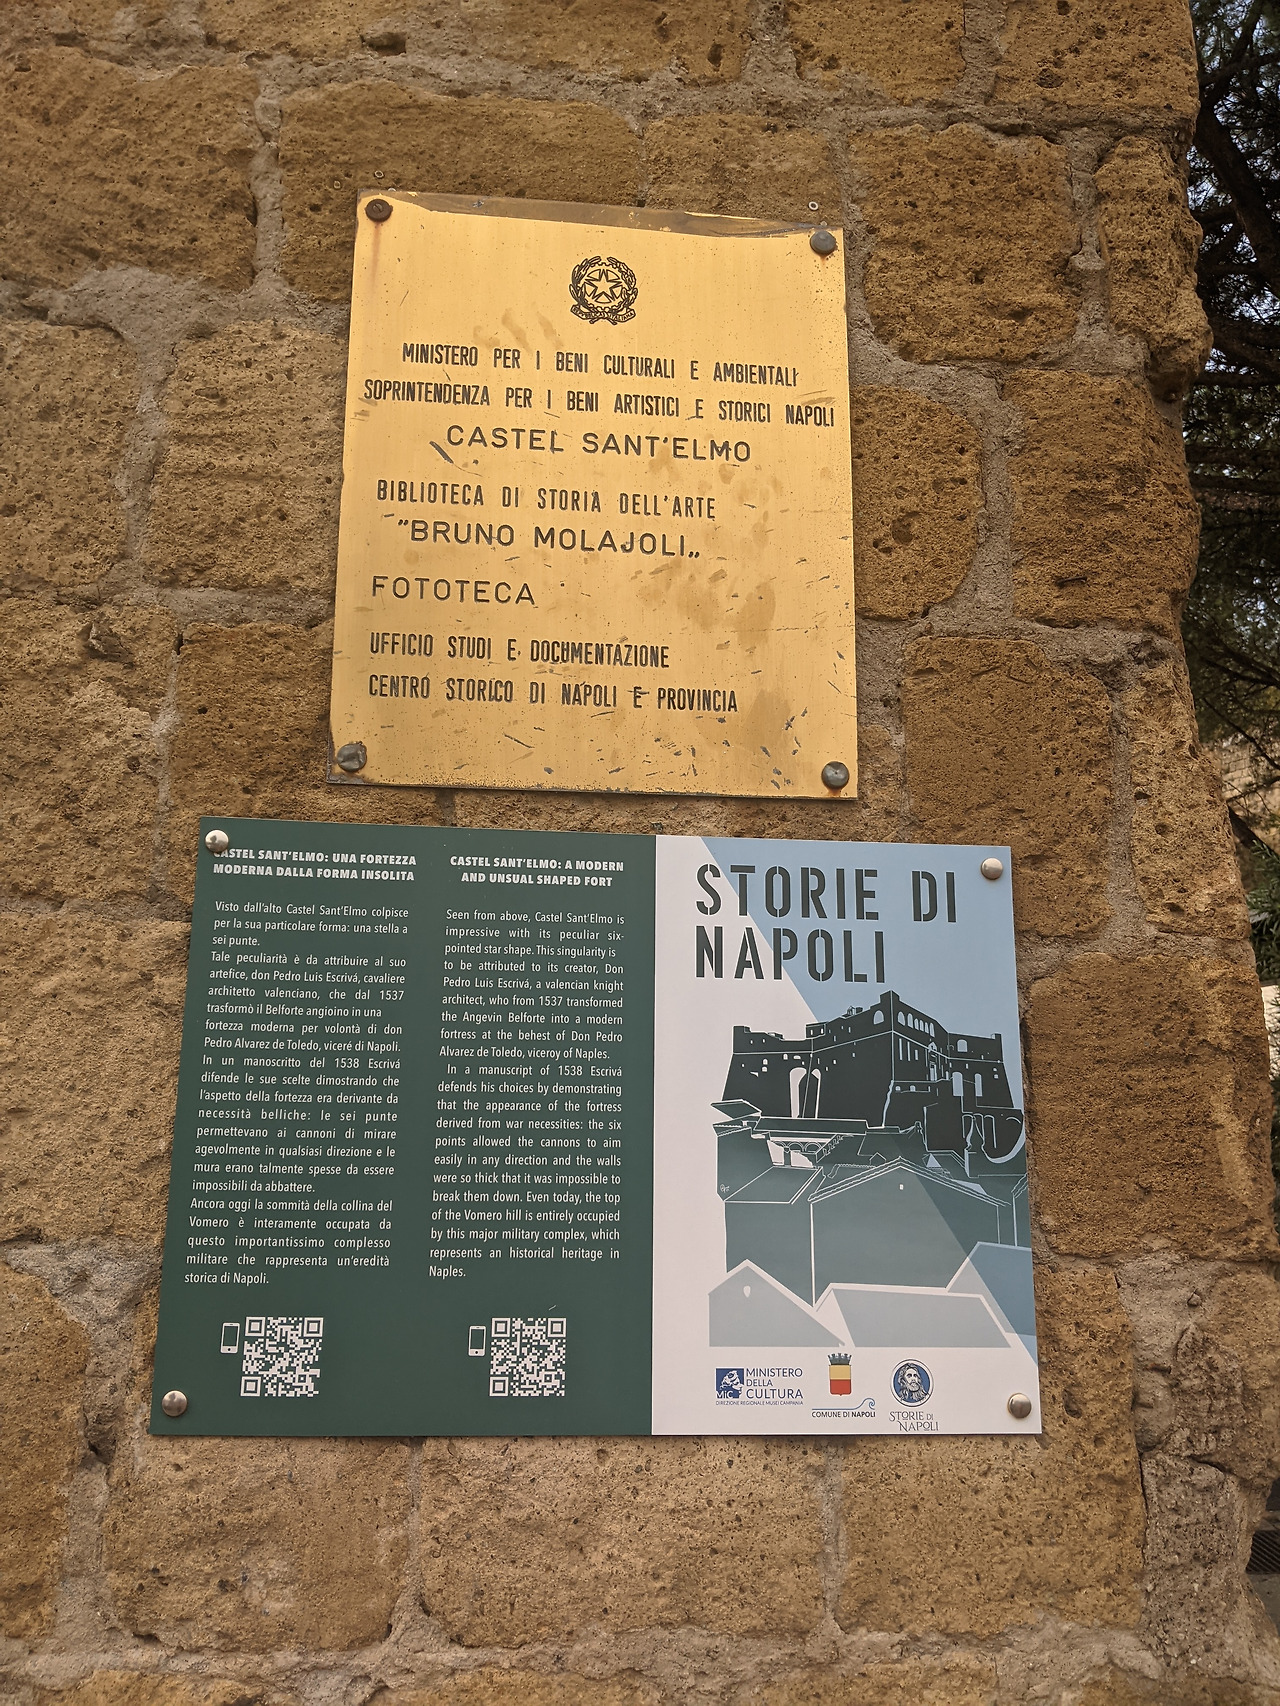 REPUBBLICA ITALIANA
MINISTERO PER I BENI CULTURALI E AMBIENTALI
SOPRINTENDENZA PER I BENI ARTISTICI E STORICI NAPOLI
CASTEL SANT'ELMO
BIBLIOTECA DI STORIA DELL'ARTE
"BRUNO MOLAJOLI„
FOTOTECA
UFFICIO STUDI E DOCUMENTAZIONE
CENTRO STORICO DI NAPOLI E PROVINCIA
CASTEL SANT'ELMO: UNA FORTEZZA
MODERNA DALLA FORMA INSOLITA
Visto dall'alto Castel Sant'Elmo colpisce
per la sua particolare forma: una stella a
sei punte.
Tale peculiarità è da attribuire al suo
artefice, don Pedro Luis Escrivá, cavaliere
architetto valenciano, che dal 1537
trasformò il Belforte angioino in una
fortezza moderna per volontà di don
Pedro Alvarez de Toledo, viceré di Napoli.
In un manoscritto del 1538 Escrivá
difende le sue scelte dimostrando che
l'aspetto della fortezza era derivante da
necessità belliche: le sei punte
permettevano ai cannoni di mirare
agevolmente in qualsiasi direzione e le
mura erano talmente spesse da essere
impossibili da abbattere.
Ancora oggi la sommità della collina del
Vomero è interamente occupata da
questo importantissimo complesso
militare che rappresenta un'eredità
storica di Napoli.
CASTEL SANT'ELMO: A MODERN
AND UNSUAL SHAPED FORT
Seen from above, Castel Sant'Elmo is
impressive with its peculiar six-
pointed star shape. This singularity is
to be attributed to its creator, Don
Pedro Luis Escrivá, a valencian knight
architect, who from 1537 transformed
the Angevin Belforte into a modern
fortress at the behest of Don Pedro
Alvarez de Toledo, viceroy of Naples.
In a manuscript of 1538 Escrivá
defends his choices by demonstrating
that the appearance of the fortress
derived from war necessities: the six
points allowed the cannons to aim
easily in any direction and the walls
were so thick that it was impossible to
break them down. Even today, the top
of the Vomero hill is entirely occupied
by this major military complex, which
represents an historical heritage in
Naples.
STORIE DI
NAPOLI
MiC
MINISTERO
DELLA
CULTURA
DIREZIONE REGIONALE MUSEI CAMPANIA
COMUNE DI NAPOLI
STORIE DI
NAPOLI